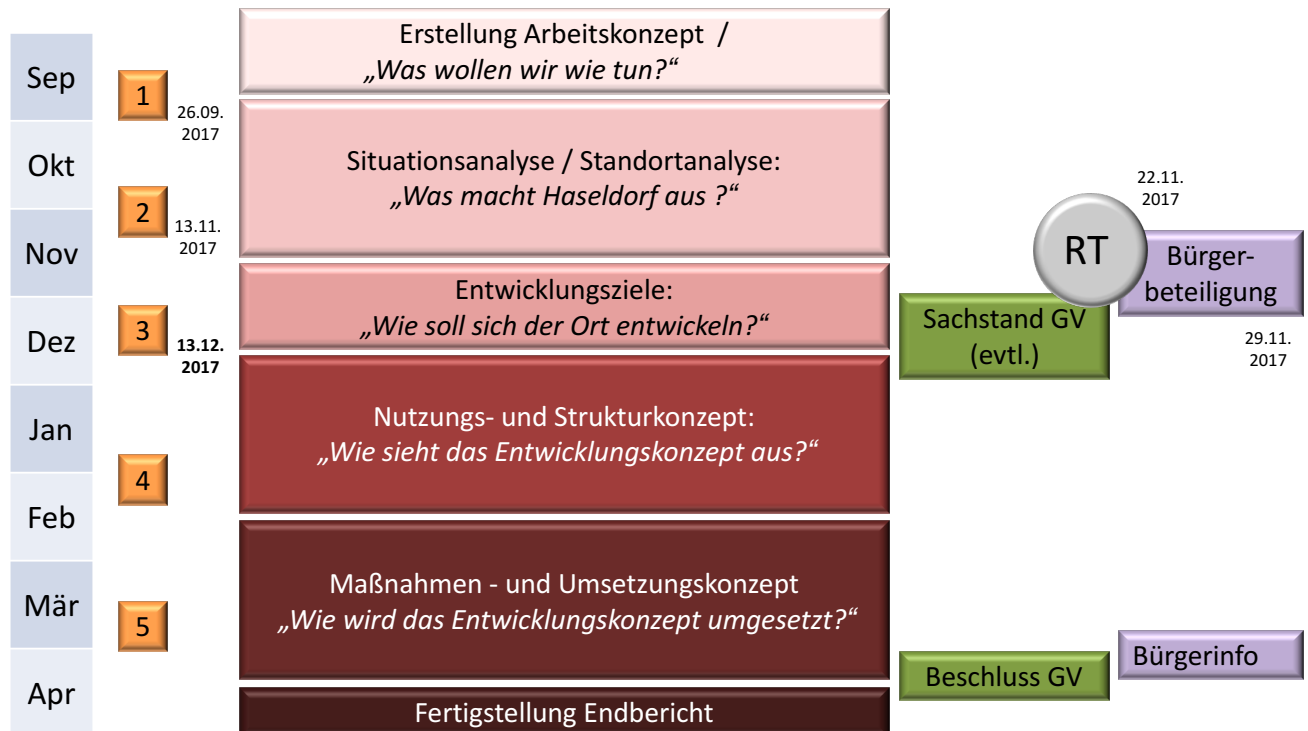 Sep
Okt
Nov
Dez
Jan
Feb
Mär
Apr
1
26.09.
2017
2
13.11.
2017
3
13.12.
2017
4
5
Erstellung Arbeitskonzept /
„Was wollen wir wie tun?“
Situationsanalyse / Standortanalyse:
„Was macht Haseldorf aus ?“
Entwicklungsziele:
„Wie soll sich der Ort entwickeln?“
Nutzungs- und Strukturkonzept:
„Wie sieht das Entwicklungskonzept aus?“
Maßnahmen - und Umsetzungskonzept
„Wie wird das Entwicklungskonzept umgesetzt?“
Fertigstellung Endbericht
22.11.
2017
RT
Bürger-
beteiligung
29.11.
2017
Sachstand GV
(evtl.)
Bürgerinfo
Beschluss GV